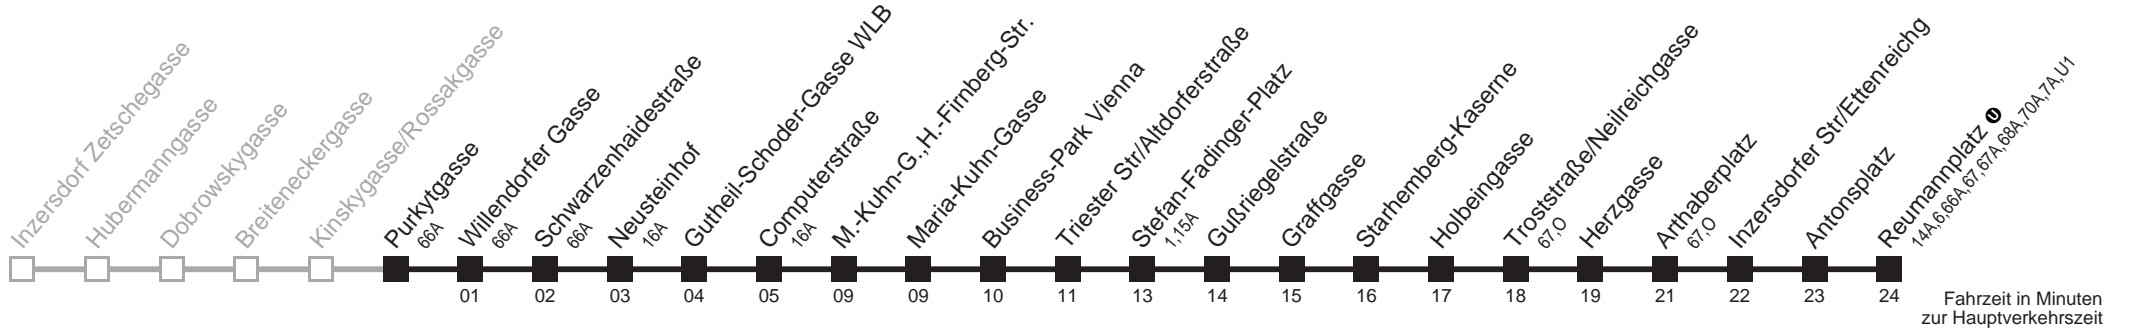 Inzersdorf Zetschegasse
Hubermanngasse
Dobrowskygasse
Breiteneckergasse
Kinskygasse/Rossakgasse
Purkytgasse
66A
Willendorfer Gasse
66A
Schwarzenhaidestraße
66A
Neusteinhof
16A
Gutheil-Schoder-Gasse WLB
Computerstraße
16A
M.-Kuhn-G.,H.-Firnberg-Str.
Maria-Kuhn-Gasse
Business-Park Vienna
Triester Str/Altdorferstraße
Stefan-Fadinger-Platz
1,15A
Gußriegelstraße
Graffgasse
Starhemberg-Kaserne
Holbeingasse
Troststraße/Neilreichgasse
67,O
Herzgasse
Arthaberplatz
67,O
Inzersdorfer Str/Ettenreichg
Antonsplatz
Reumannplatz U
14A,6,66A,67,67A,68A,70A,7A,U1
01 02 03 04 05 09 09 10 11 13 14 15 16 17 18 19 21 22 23 24
Fahrzeit in Minuten
zur Hauptverkehrszeit